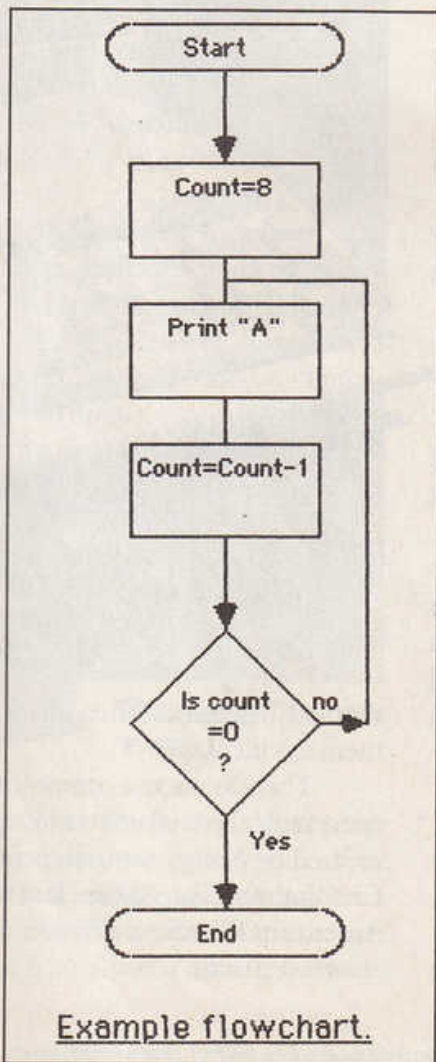 Start
Count=8
Print "A"
Count=Count-1
Is count
=0
?
no
Yes
End
Example flowchart.